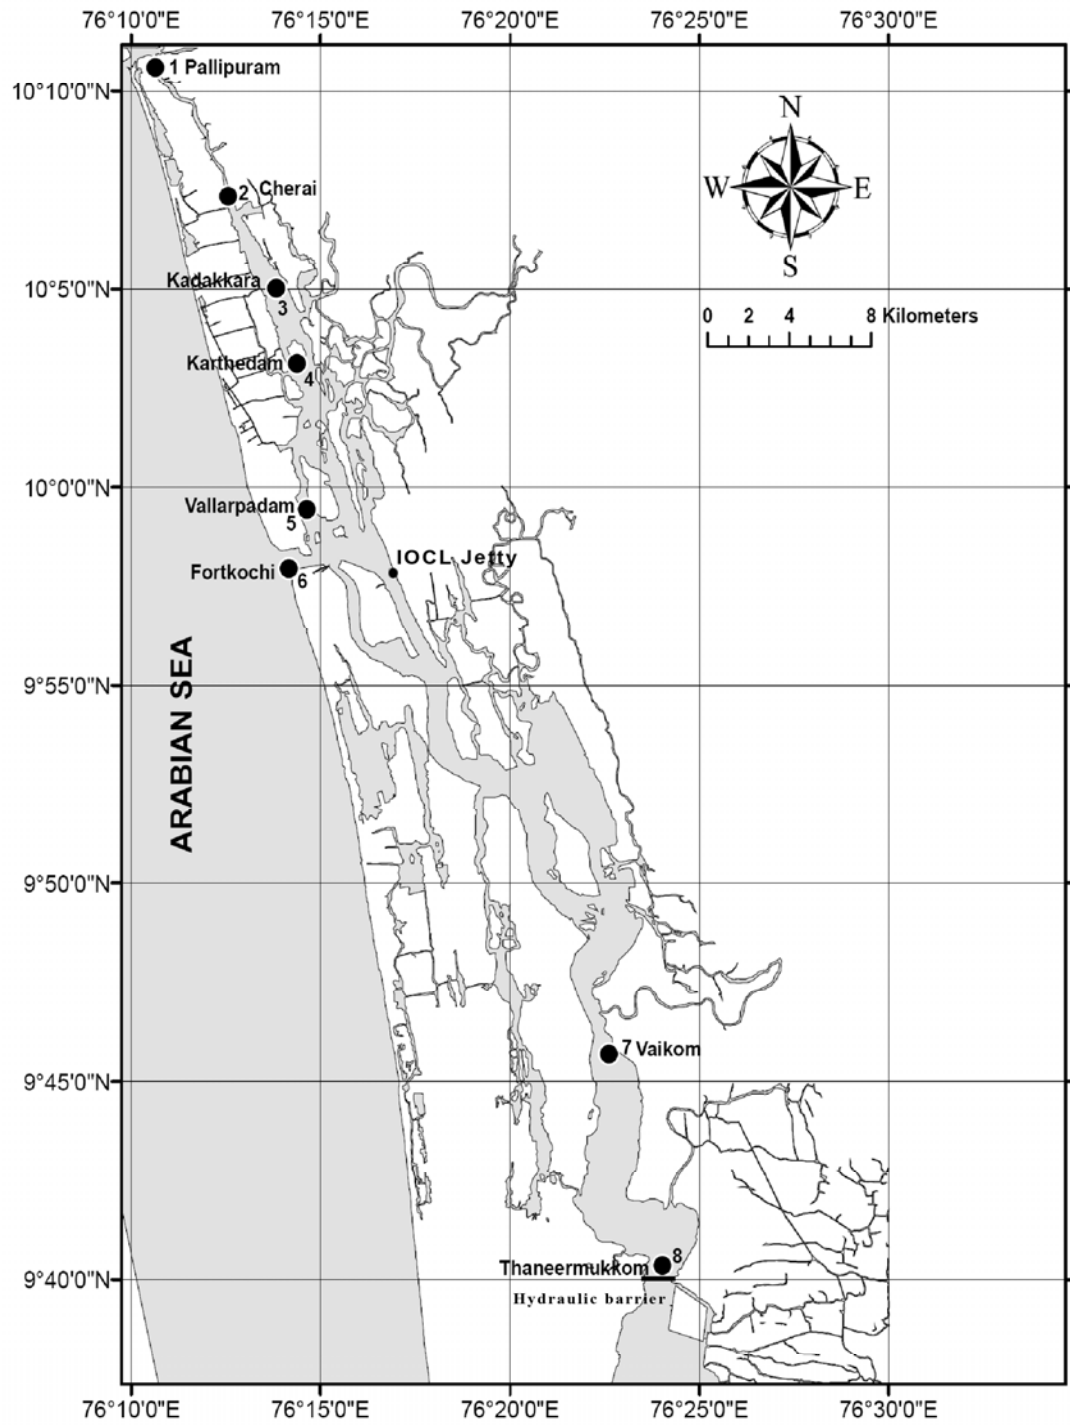 76°10'0"E 76°15'0"E 76°20'0"E 76°25'0"E 76°30'0"E
1 Pallipuram
10°10'0"N
N
W E
S
2 Cherai
Kadakkara
3
10°5'0"N
0 2 4 8 Kilometers
Karthedam
4
10°0'0"N
Vallarpadam
5
IOCL Jetty
Fortkochi
6
ARABIAN SEA
9°55'0"N
9°50'0"N
7 Vaikom
9°45'0"N
8
Thaneermukkom
9°40'0"N
Hydraulic barrier
76°10'0"E 76°15'0"E 76°20'0"E 76°25'0"E 76°30'0"E